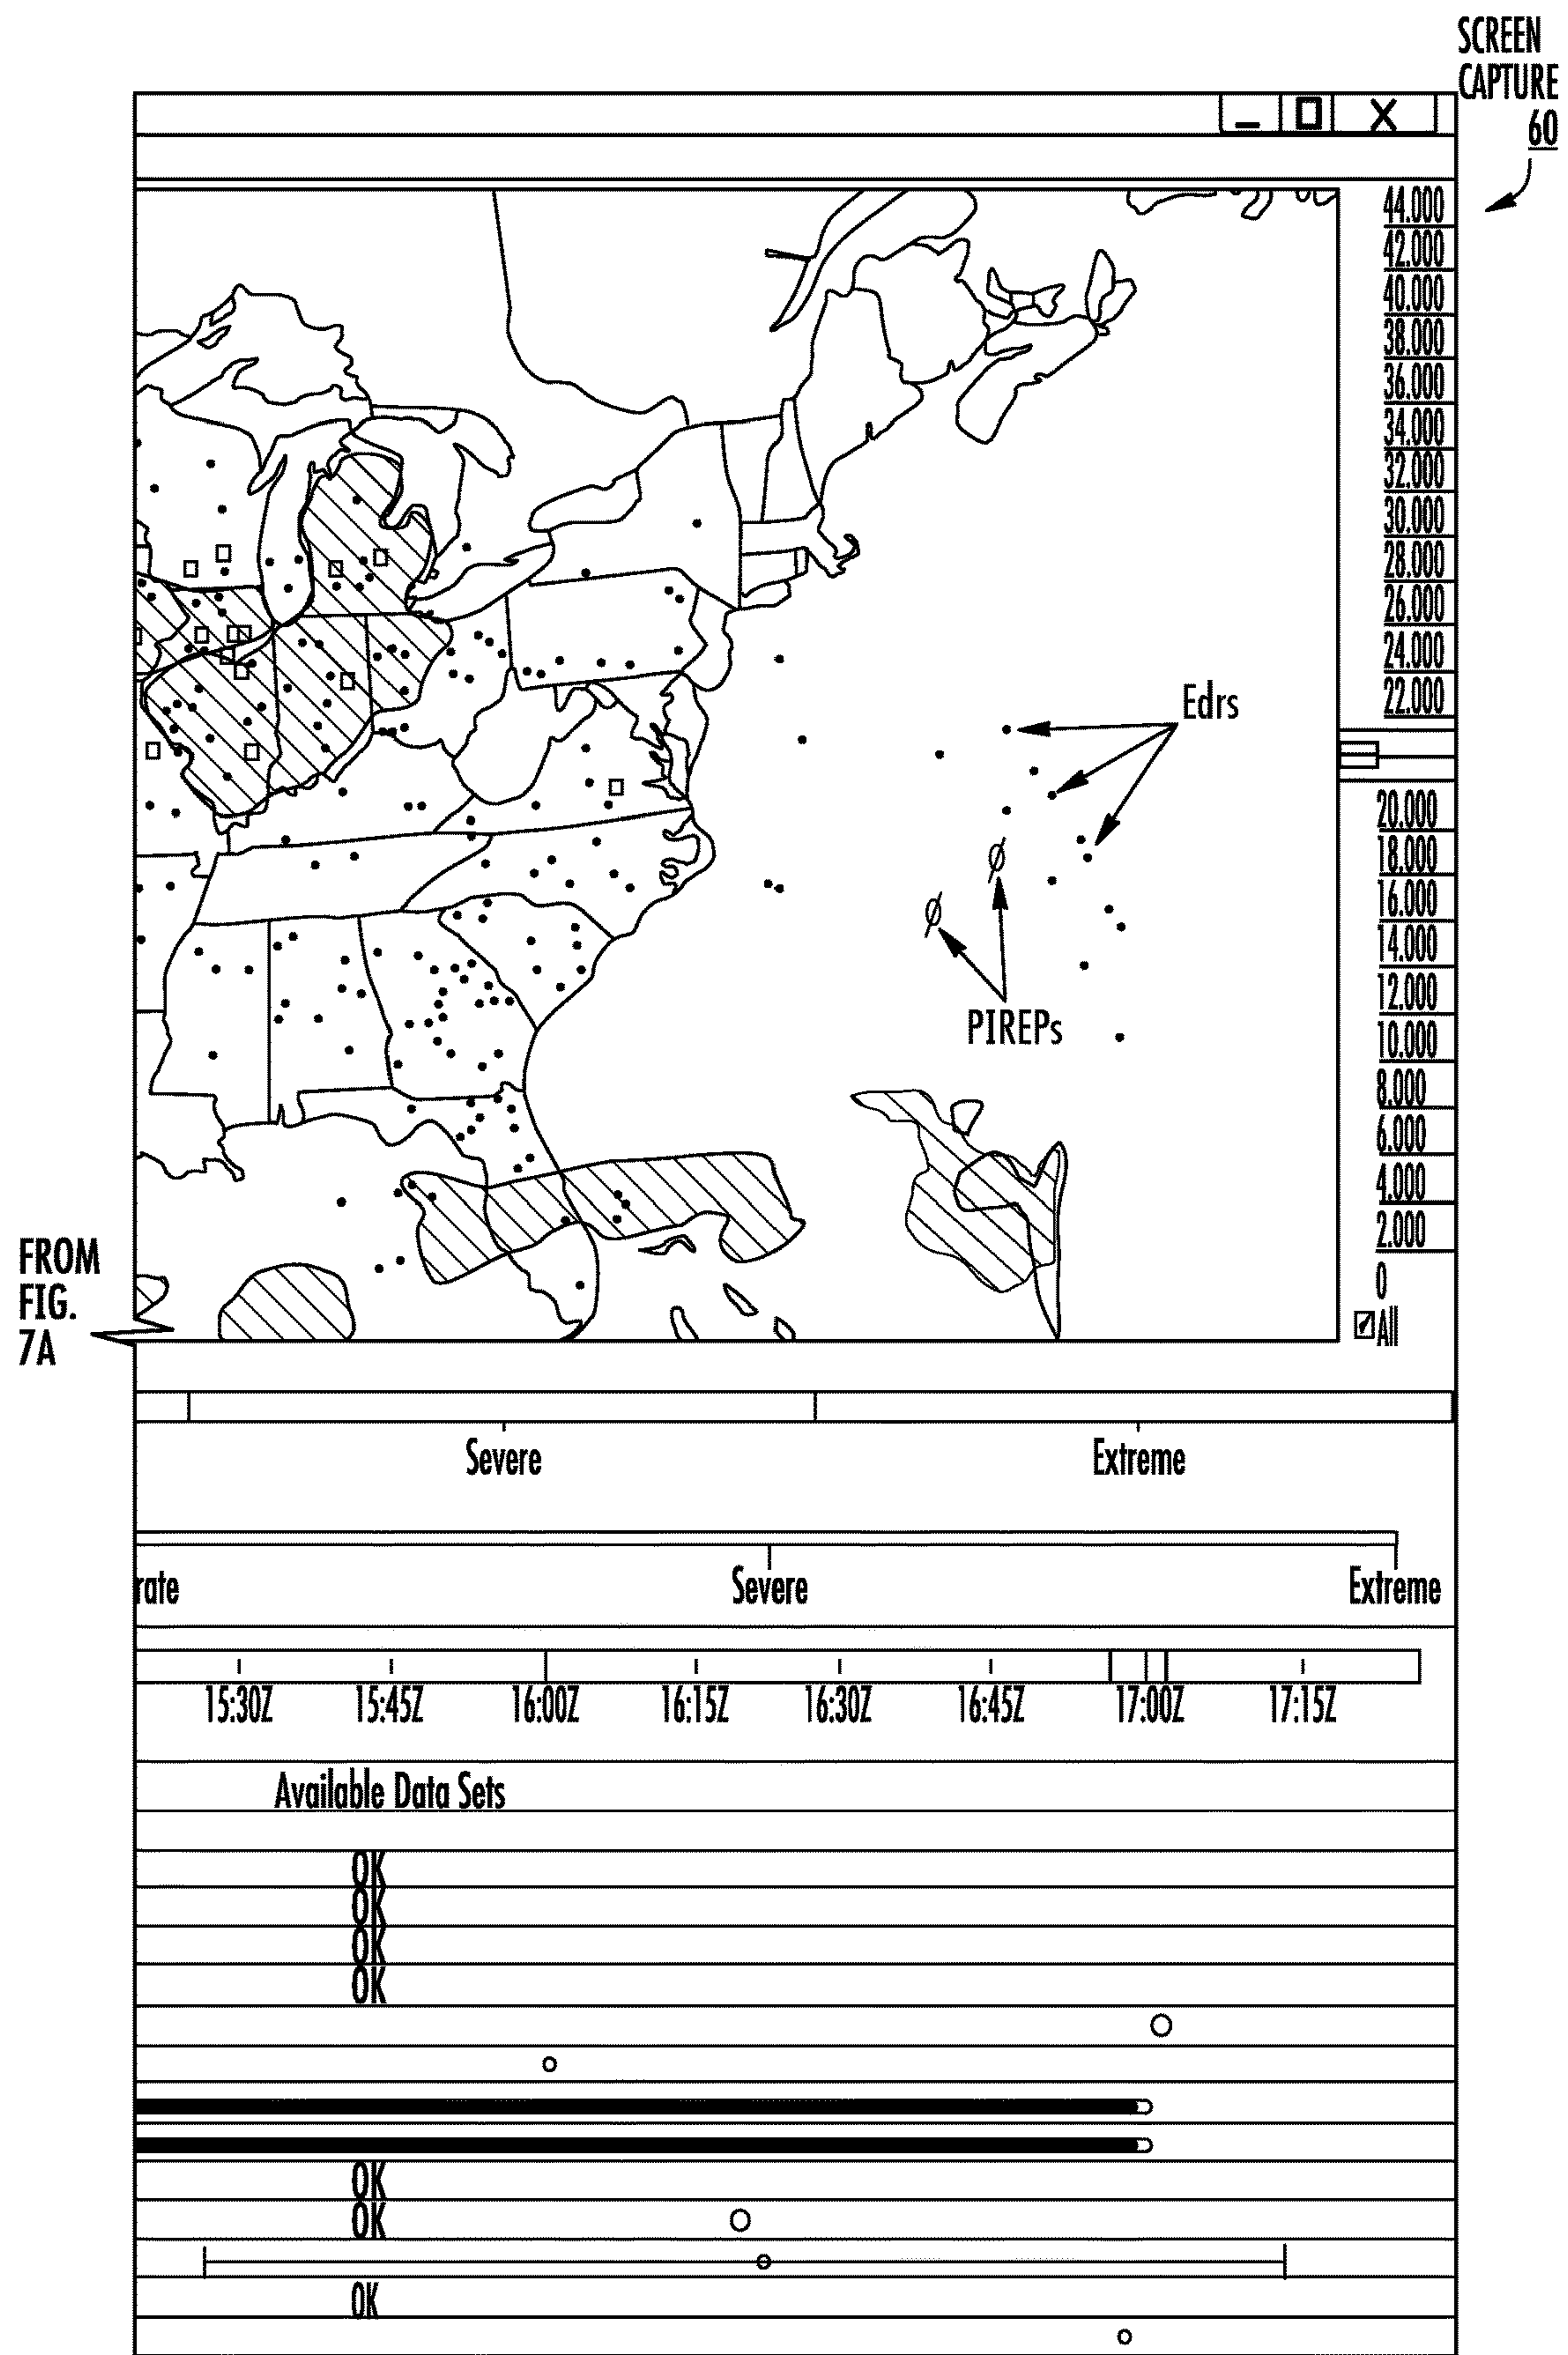 SCREEN
CAPTURE
60
X
44.000
42.000
40.000
38.000
36.000
34.000
32.000
30.000
28.000
26.000
24.000
22.000
Edrs
20.000
18.000
16.000
14.000
12.000
PIREPs
10.000
8.000
6.000
4.000
2.000
0
All
FROM
FIG.
7A
Severe Extreme
rate Severe Extreme
15:30Z 15:45Z 16:00Z 16:15Z 16:30Z 16:45Z 17:00Z 17:15Z
Available Data Sets
OK
OK
OK
OK
OK
OK
OK